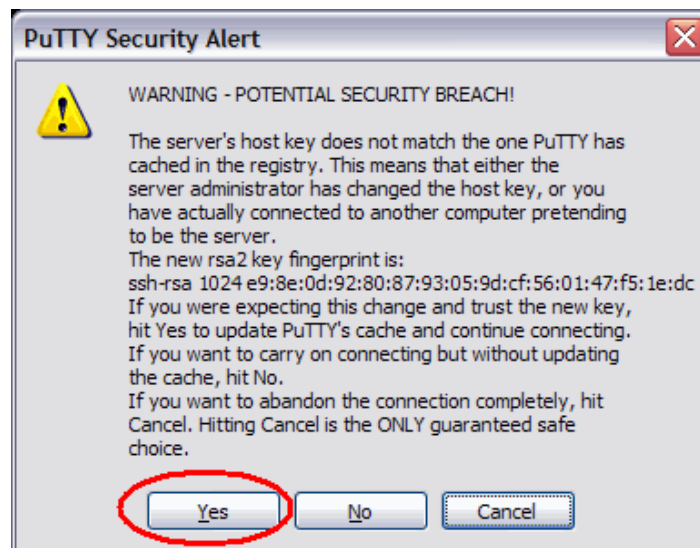 PuTTY Security Alert
WARNING - POTENTIAL SECURITY BREACH!
The server's host key does not match the one PuTTY has
cached in the registry. This means that either the
server administrator has changed the host key, or you
have actually connected to another computer pretending
to be the server.
The new rsa2 key fingerprint is:
ssh-rsa 1024 e9:8e:0d:92:80:87:93:05:9d:cf:56:01:47:f5:1e:dc
If you were expecting this change and trust the new key,
hit Yes to update PuTTY's cache and continue connecting.
If you want to carry on connecting but without updating
the cache, hit No.
If you want to abandon the connection completely, hit
Cancel. Hitting Cancel is the ONLY guaranteed safe
choice.
Yes No Cancel